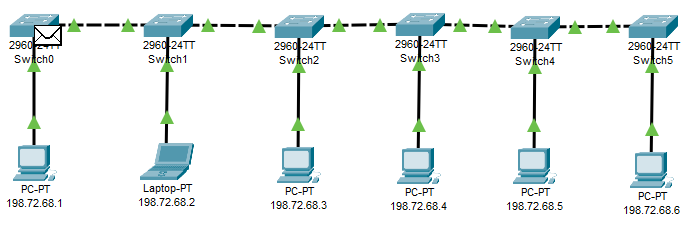 2960-24TT
Switch0
2960-24TT
Switch1
2960-24TT
Switch2
2960-24TT
Switch3
2960-24TT
Switch4
2960-24TT
Switch5
PC-PT
198.72.68.1
Laptop-PT
198.72.68.2
PC-PT
198.72.68.3
PC-PT
198.72.68.4
PC-PT
198.72.68.5
PC-PT
198.72.68.6